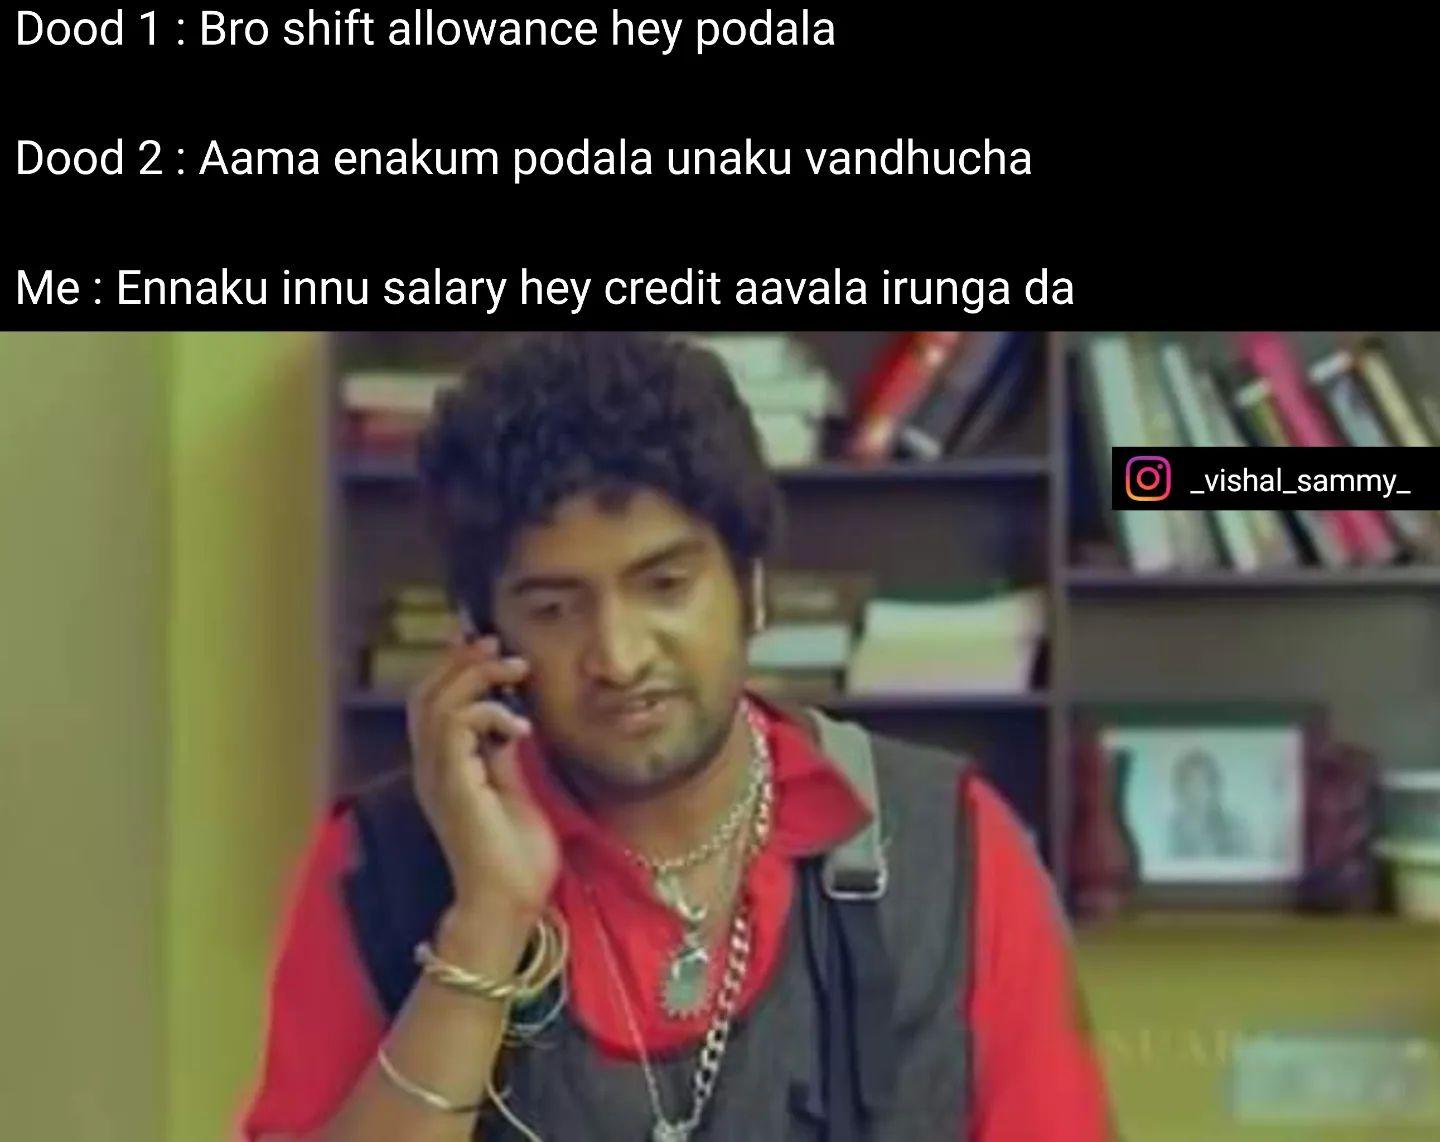 Dood 1 : Bro shift allowance hey podala
Dood 2 : Aama enakum podala unaku vandhucha
Me : Ennaku innu salary hey credit aavala irunga da
_vishal_sammy_